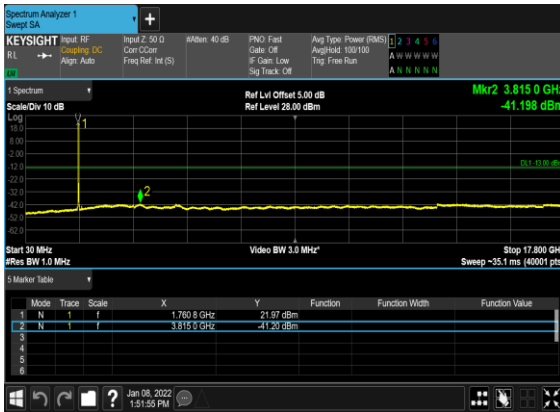 Spectrum Analyzer 1
Swept SA
+
KEYSIGHT
RL
Input: RF
Coupling: DC
Align: Auto
Input Z: 50 Ω
Corr CCorr
Freq Ref: Int (S)
#Atten: 40 dB
PNO: Fast
Gate: Off
IF Gain: Low
Sig Track: Off
Avg Type: Power (RMS)
Avg|Hold: 100/100
Trig: Free Run
1 2 3 4 5 6
A W W W W W
A N N N N N
1 Spectrum
Scale/Div 10 dB
Ref Lvl Offset 5.00 dB
Ref Level 28.00 dBm
Mkr2 3.815 0 GHz
-41.198 dBm
Log
18.0
8.00
-2.00
-12.0
-22.0
-32.0
-42.0
-52.0
-62.0
1
2
DL1 -13.00 dBm
Start 30 MHz
#Res BW 1.0 MHz
Video BW 3.0 MHz*
Stop 17.800 GHz
Sweep ~35.1 ms (40001 pts)
5 Marker Table
Mode Trace Scale X Y Function Function Width Function Value
1 N 1 f 1.760 8 GHz 21.97 dBm
2 N 1 f 3.815 0 GHz -41.20 dBm
3
4
5
6
?
Jan 08, 2022
1:51:55 PM